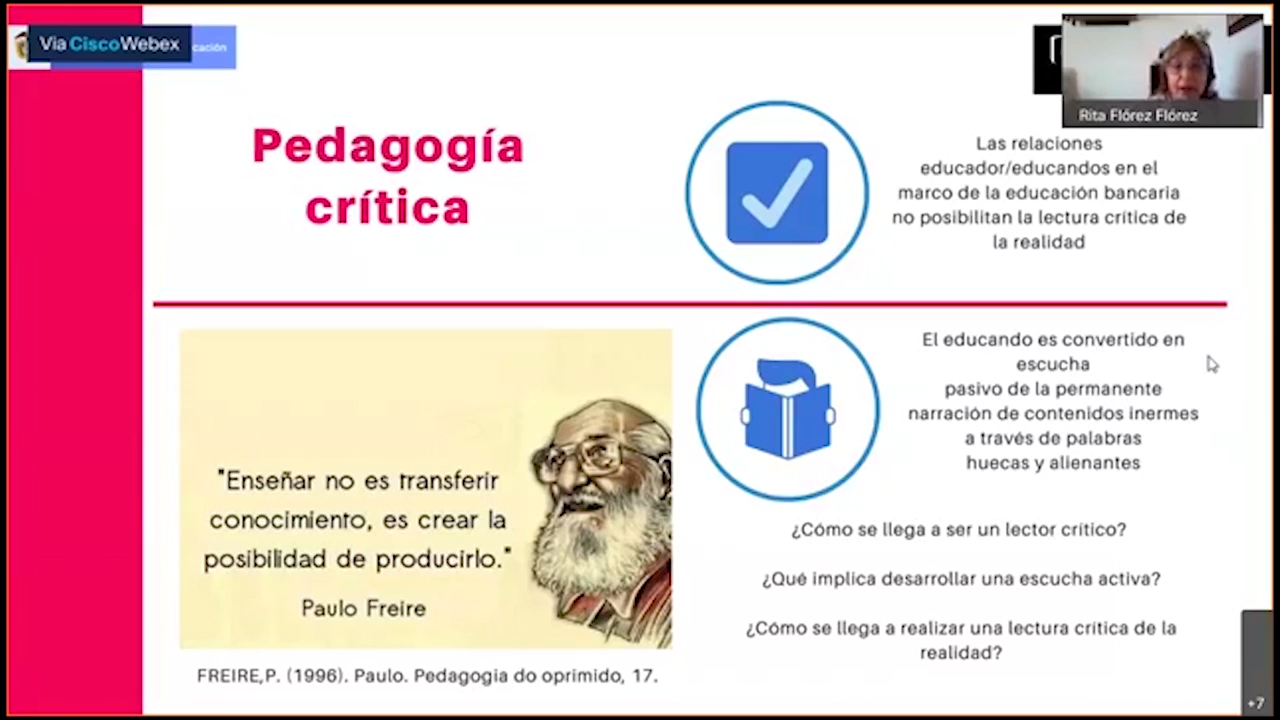 Via CiscoWebex
cación
Rita Flórez Flórez
Pedagogía
crítica
Las relaciones
educador/educandos en el
marco de la educación bancaria
no posibilitan la lectura crítica de
la realidad
El educando es convertido en
escucha
pasivo de la permanente
narración de contenidos inermes
a través de palabras
huecas y alienantes
"Enseñar no es transferir
conocimiento, es crear la
posibilidad de producirlo."
Paulo Freire
FREIRE,P. (1996). Paulo. Pedagogia do oprimido, 17.
¿Cómo se llega a ser un lector crítico?
¿Qué implica desarrollar una escucha activa?
¿Cómo se llega a realizar una lectura crítica de la
realidad?
+7